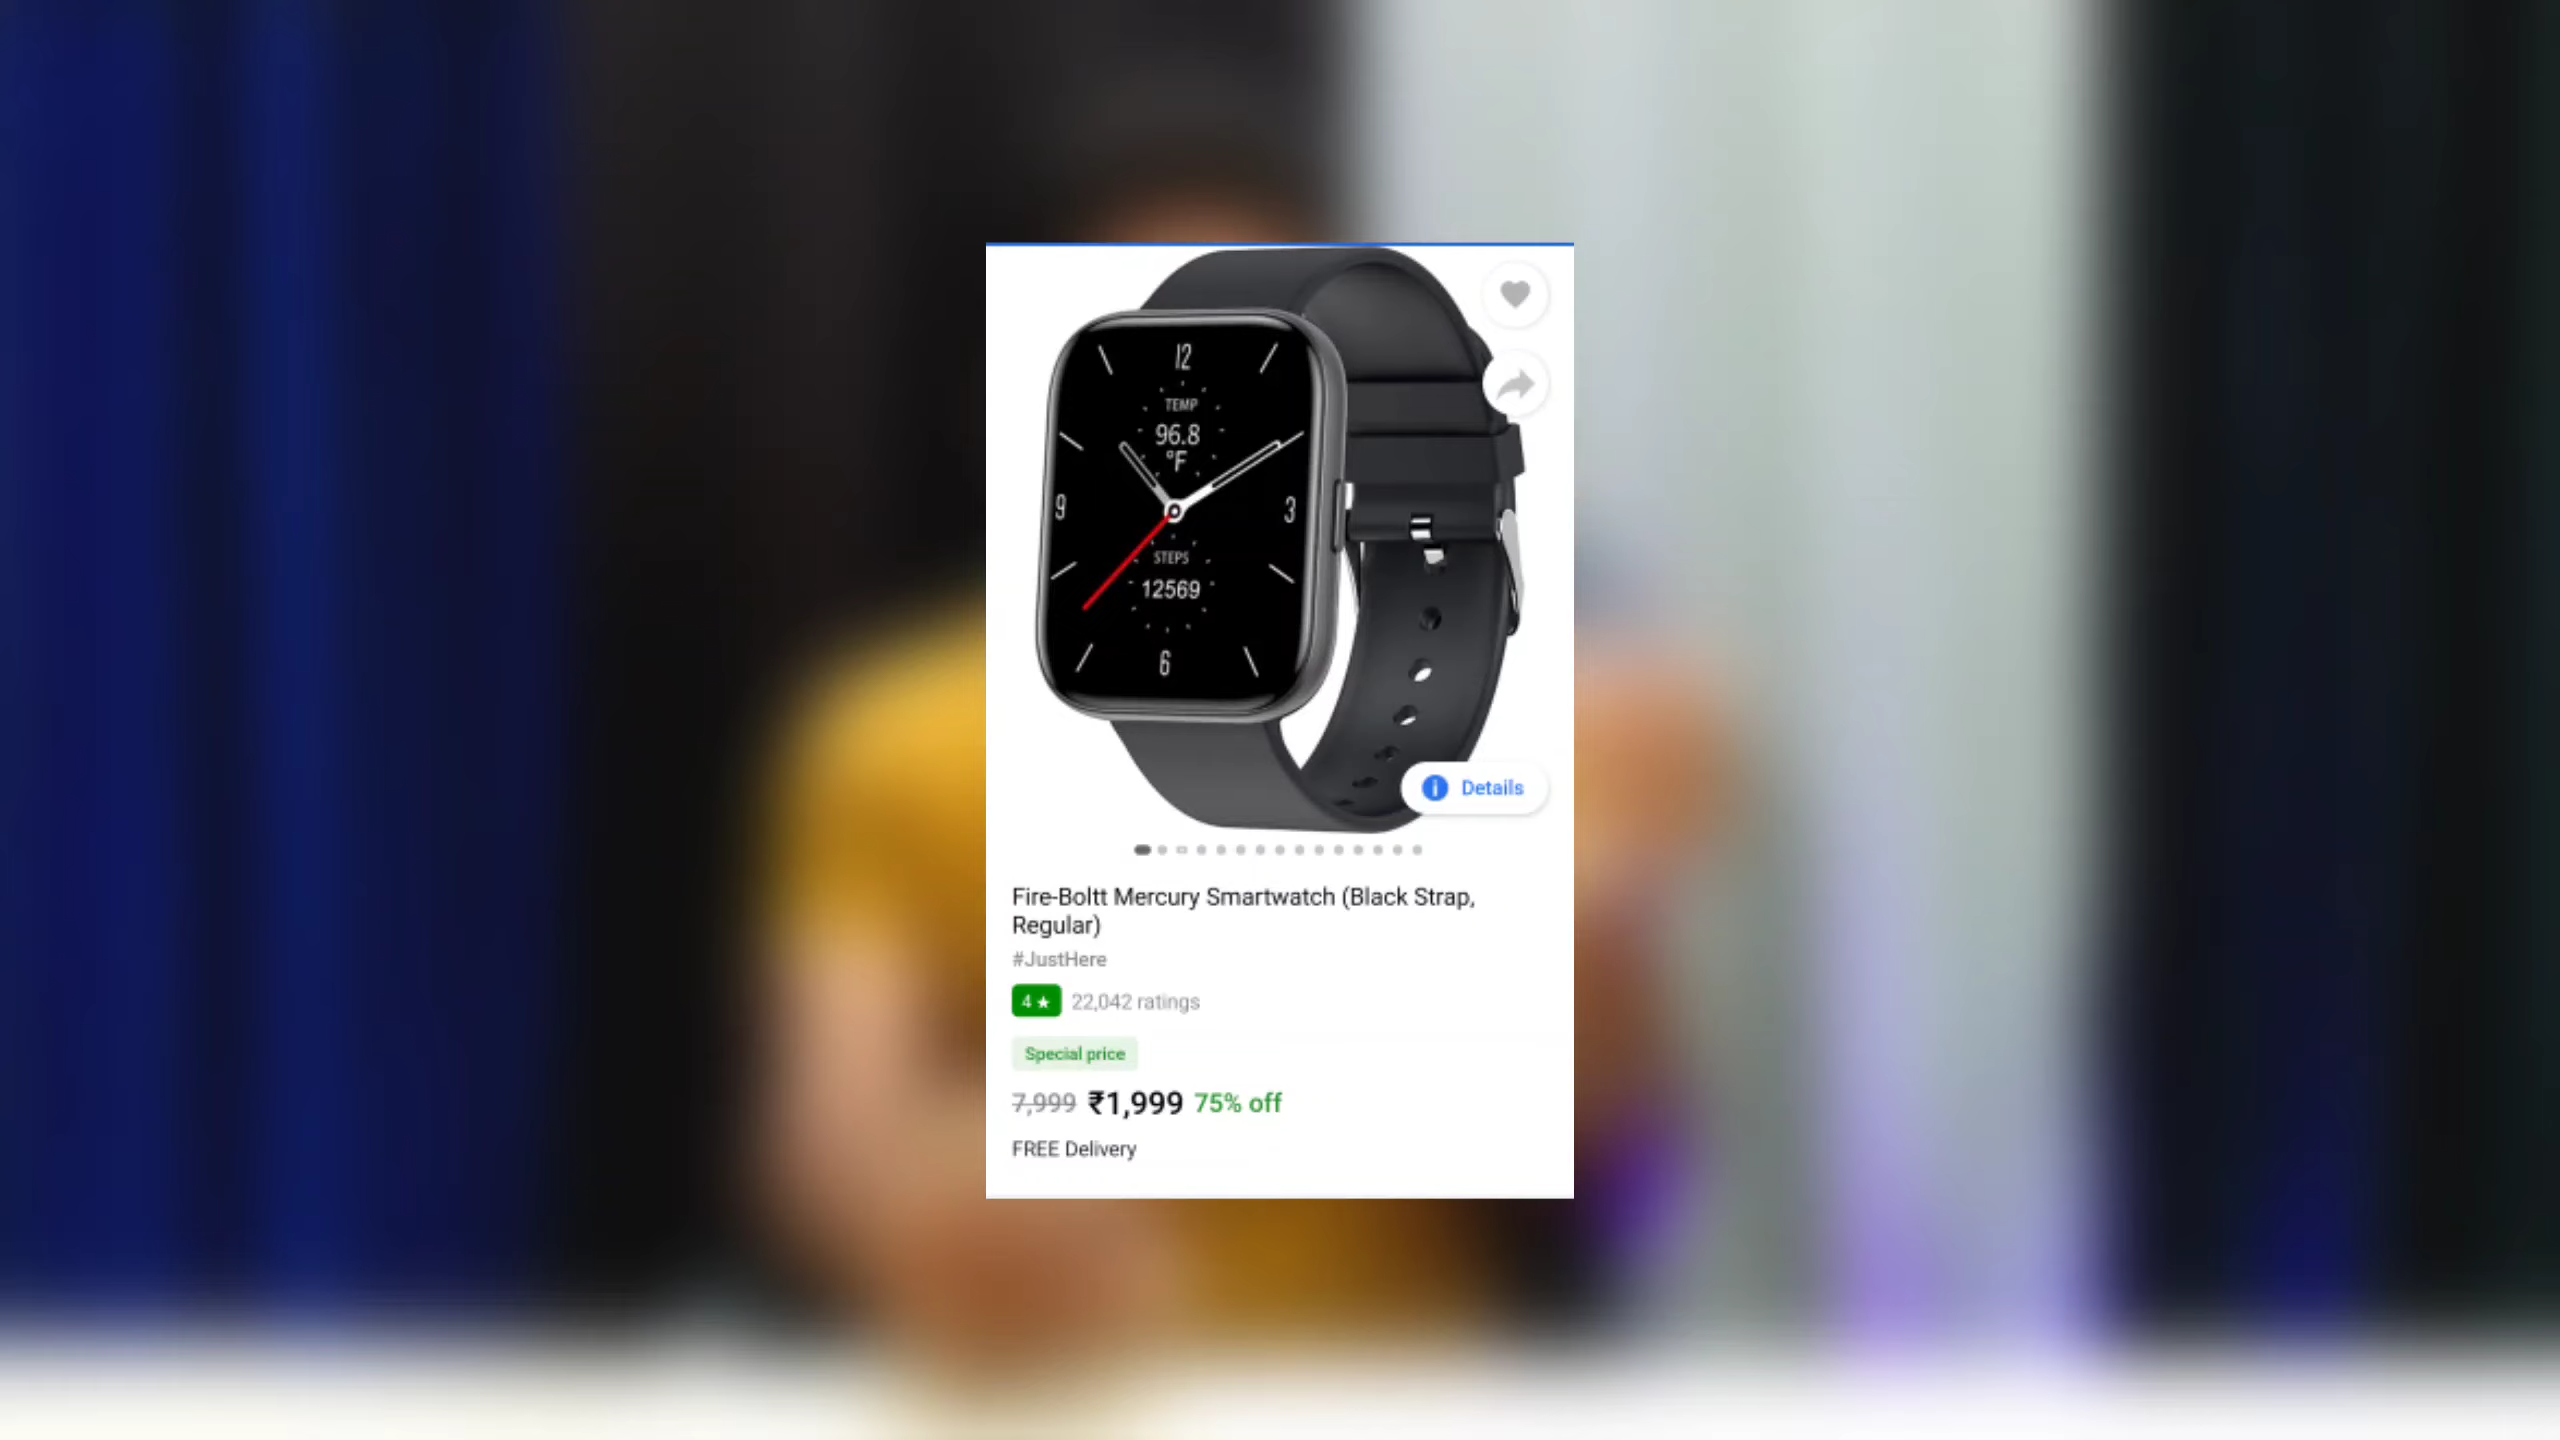 12
TEMP
96.8
°F
9
3
STEPS
12569
6
Details
Fire-Boltt Mercury Smartwatch (Black Strap,
Regular)
#JustHere
4 ★ 22,042 ratings
Special price
7,999 ₹1,999 75% off
FREE Delivery